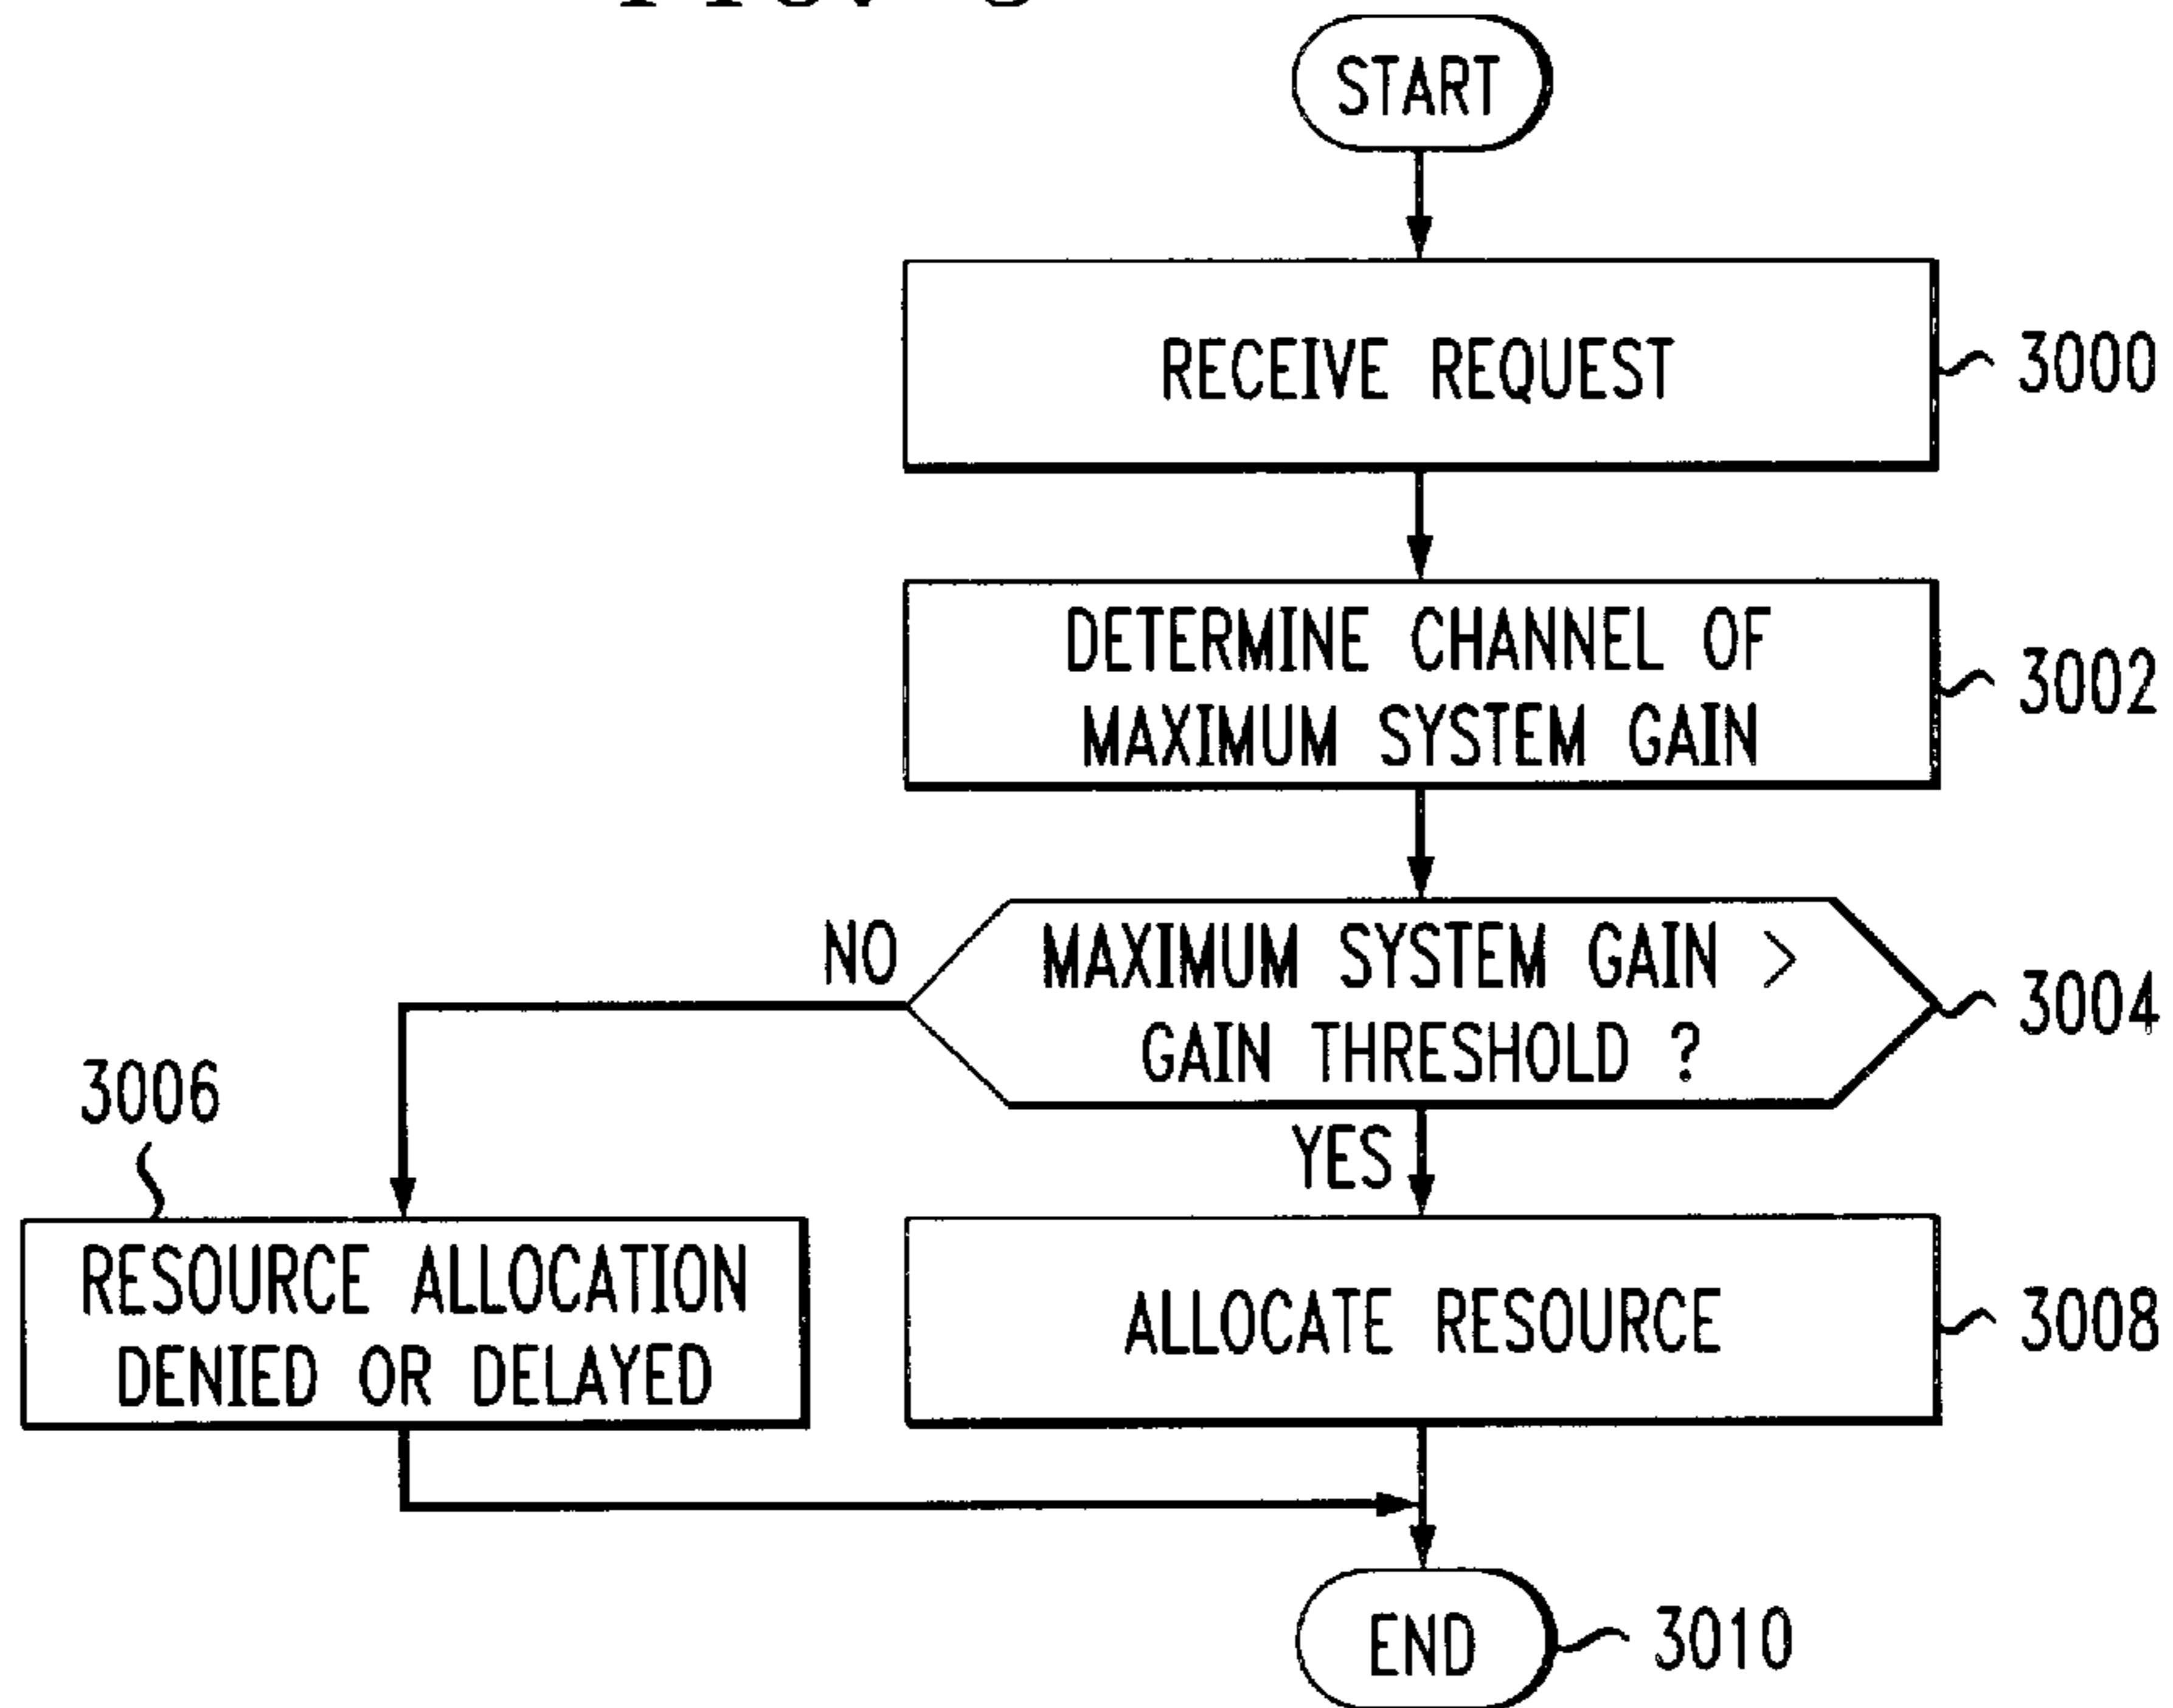 START
RECEIVE REQUEST
3000
DETERMINE CHANNEL OF
MAXIMUM SYSTEM GAIN
3002
NO
MAXIMUM SYSTEM GAIN >
GAIN THRESHOLD ?
3004
3006
YES
RESOURCE ALLOCATION
DENIED OR DELAYED
ALLOCATE RESOURCE
3008
END
3010